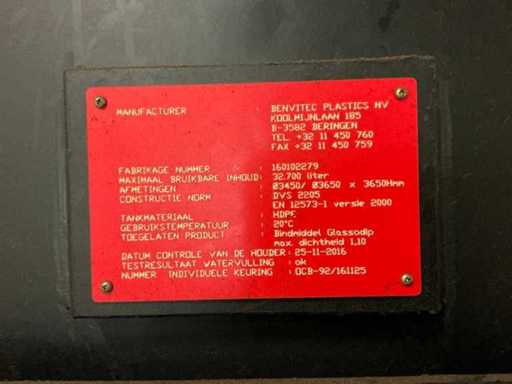 MANUFACTURER : BENVITEC PLASTICS NV
KOOLMIJNLAAN 185
B-3582 BERINGEN
TEL. +32 11 450 760
FAX +32 11 450 759
FABRIKAGE NUMMER : 160102279
MAXIMAAL BRUIKBARE INHOUD: 32.700 liter
AFMETINGEN : Ø3450/ Ø3650 x 3650Hmm
CONSTRUCTIE NORM : DVS 2205
EN 12573-1 versie 2000
TANKMATERIAAL : HDPE
GEBRUIKSTEMPERATUUR : 20°C
TOEGELATEN PRODUCT : Bindmiddel Glassodip
max. dichtheid 1,10
DATUM CONTROLE VAN DE HOUDER: 25-11-2016
TESTRESULTAAT WATERVULLING : ok
NUMMER INDIVIDUELE KEURING : OCB-92/161125